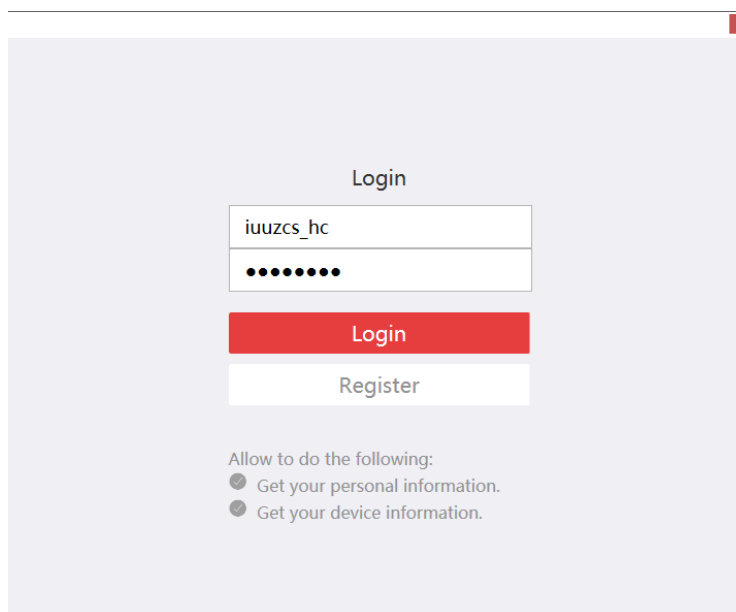 Login
iuuzcs_hc
●●●●●●●●
Login
Register
Allow to do the following:
Get your personal information.
Get your device information.